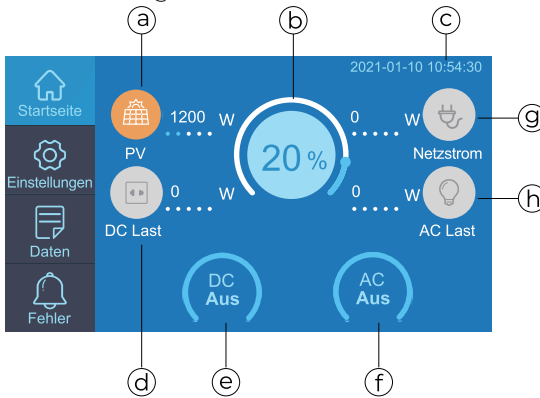 a
b
c
2021-01-10 10:54:30
Startseite
1200 W
0 W
g
PV
20 %
Netzstrom
Einstellungen
0 W
0 W
h
DC Last
AC Last
Daten
DC
Aus
AC
Aus
Fehler
d
e
f